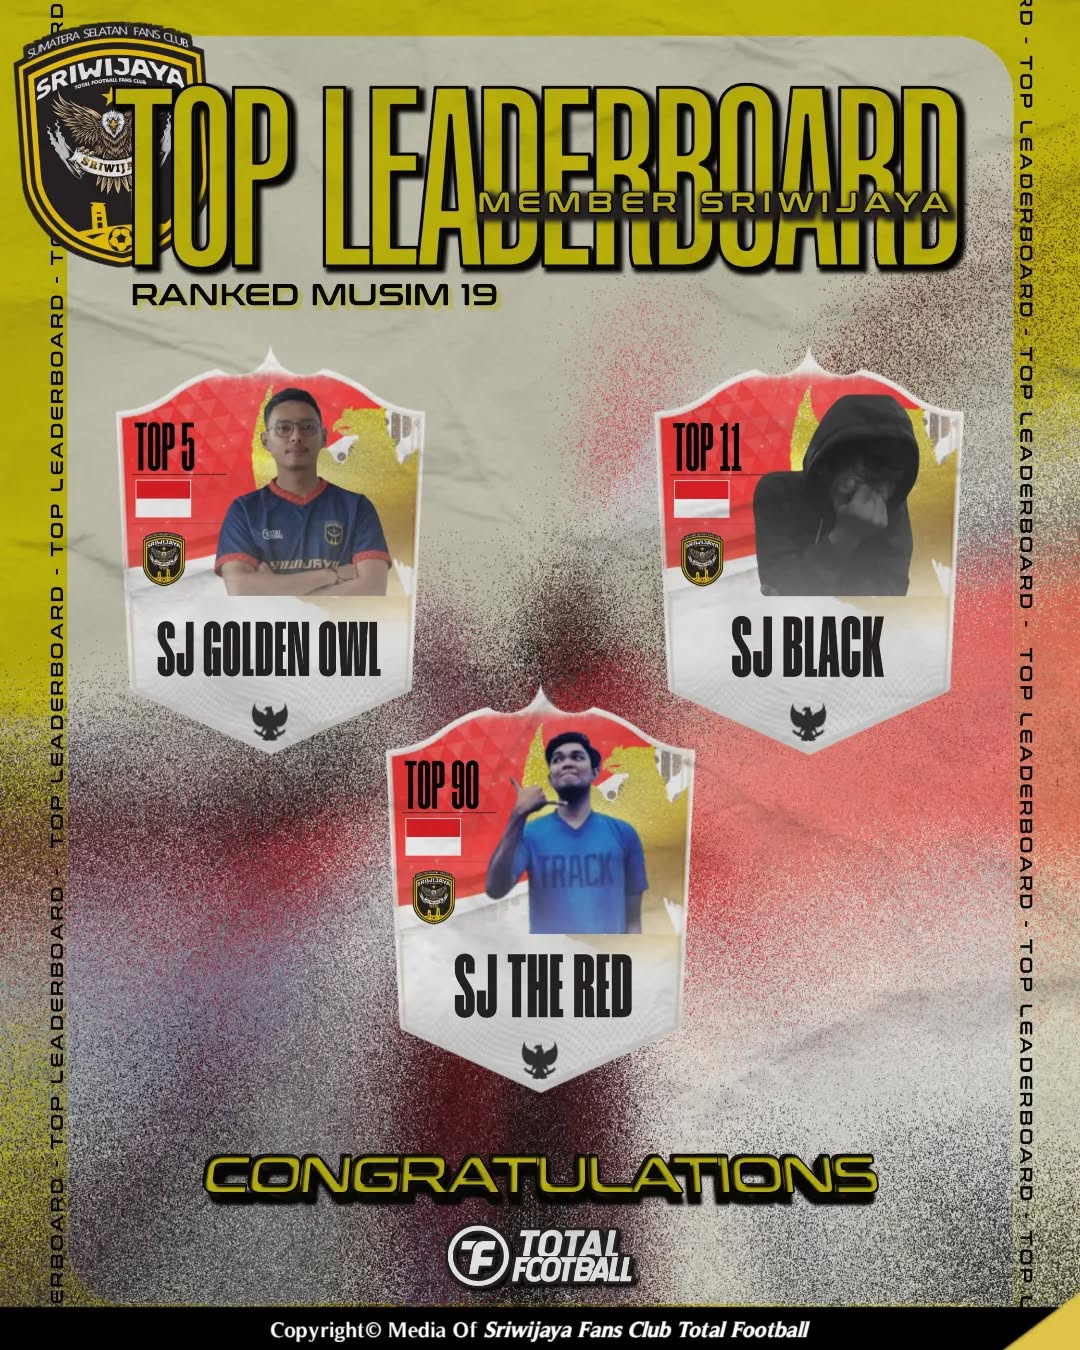 SUMATERA SELATAN FANS CLUB
SRIWIJAYA
TOTAL FOOTBALL FANS CLUB
TOP LEADERBOARD
MEMBER SRIWIJAYA
RANKED MUSIM 19
TOP 5
SJ GOLDEN OWL
TOP 11
SJ BLACK
TOP 90
TRACK
SJ THE RED
CONGRATULATIONS
TF TOTAL
FOOTBALL
Copyright© Media Of Sriwijaya Fans Club Total Football
TOP LEADERBOARD - TOP LEADERBOARD - TOP LEADERBOARD - TOP LEADERBOARD
TOP LEADERBOARD - TOP LEADERBOARD - TOP LEADERBOARD - TOP LEADERBOARD